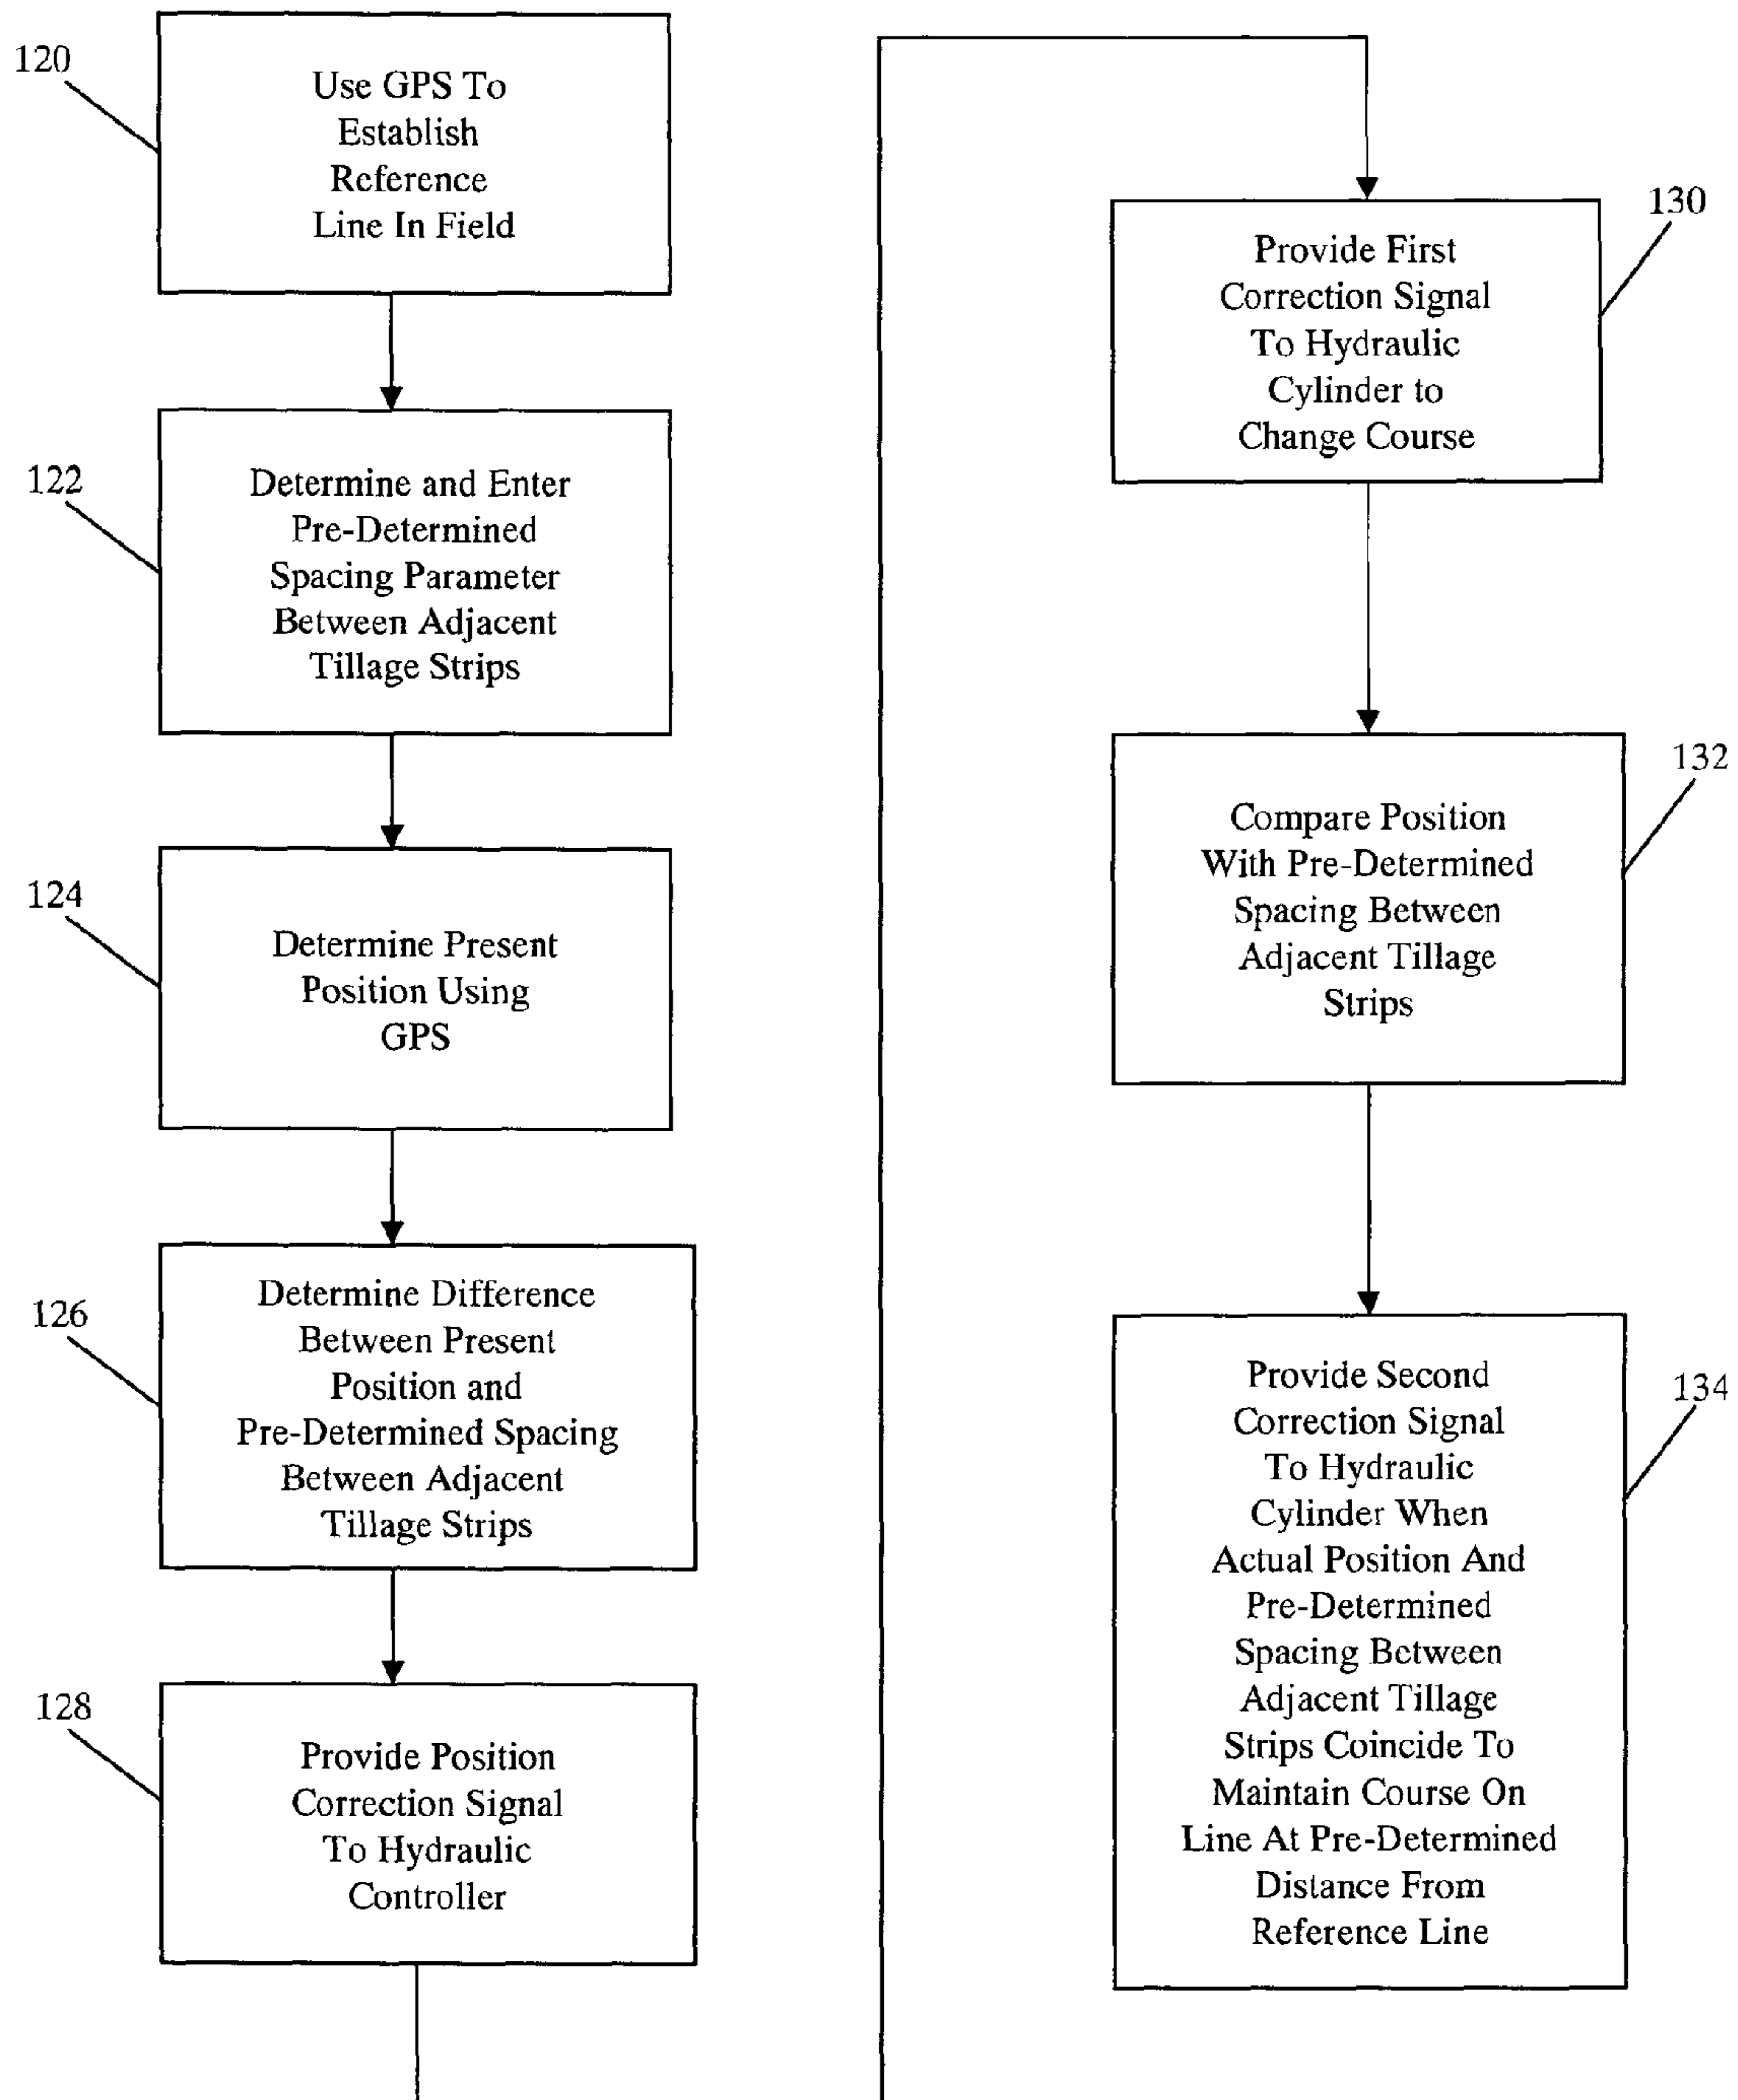 120
Use GPS To
Establish
Reference
Line In Field
122
Determine and Enter
Pre-Determined
Spacing Parameter
Between Adjacent
Tillage Strips
124
Determine Present
Position Using
GPS
126
Determine Difference
Between Present
Position and
Pre-Determined Spacing
Between Adjacent
Tillage Strips
128
Provide Position
Correction Signal
To Hydraulic
Controller
130
Provide First
Correction Signal
To Hydraulic
Cylinder to
Change Course
132
Compare Position
With Pre-Determined
Spacing Between
Adjacent Tillage
Strips
134
Provide Second
Correction Signal
To Hydraulic
Cylinder When
Actual Position And
Pre-Determined
Spacing Between
Adjacent Tillage
Strips Coincide To
Maintain Course On
Line At Pre-Determined
Distance From
Reference Line